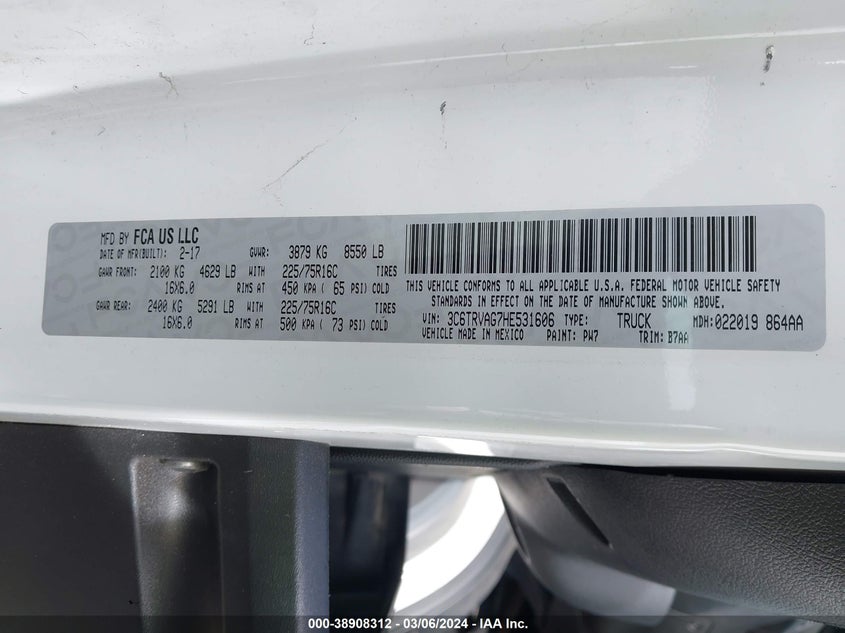 MFD BY FCA US LLC
DATE OF MFR(BUILT): 2-17 GVWR: 3879 KG 8550 LB
GAWR FRONT: 2100 KG 4629 LB WITH 225/75R16C TIRES
16X6.0 RIMS AT 450 KPA ( 65 PSI) COLD
GAWR REAR: 2400 KG 5291 LB WITH 225/75R16C TIRES
16X6.0 RIMS AT 500 KPA ( 73 PSI) COLD
THIS VEHICLE CONFORMS TO ALL APPLICABLE U.S.A. FEDERAL MOTOR VEHICLE SAFETY
STANDARDS IN EFFECT ON THE DATE OF MANUFACTURE SHOWN ABOVE.
VIN: 3C6TRVAG7HE531606 TYPE: TRUCK MDH:022019 864AA
VEHICLE MADE IN MEXICO PAINT: PW7 TRIM: B7AA
000-38908312 - 03/06/2024 - IAA Inc.